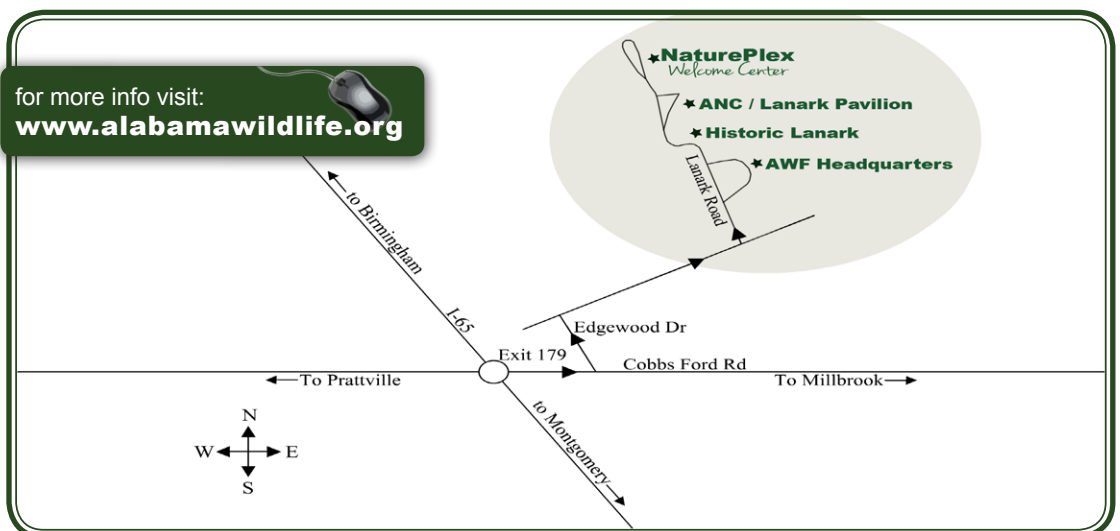 NaturePlex
Welcome Center
for more info visit:
www.alabamawildlife.org
ANC / Lanark Pavilion
Historic Lanark
AWF Headquarters
Lanark Road
to Birmingham
I-65
Edgewood Dr
Exit 179
Cobbs Ford Rd
To Prattville
To Millbrook
to Montgomery
N
W E
S